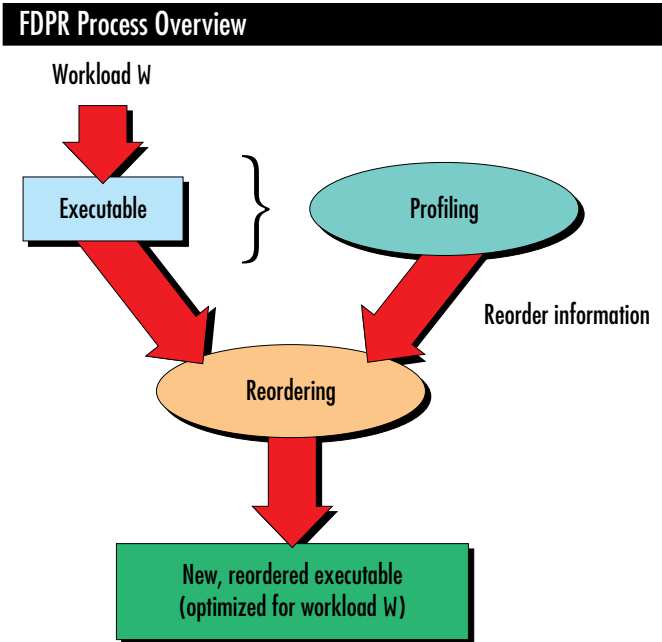 FDPR Process Overview
Workload W
Executable
Profiling
Reorder information
Reordering
New, reordered executable
(optimized for workload W)